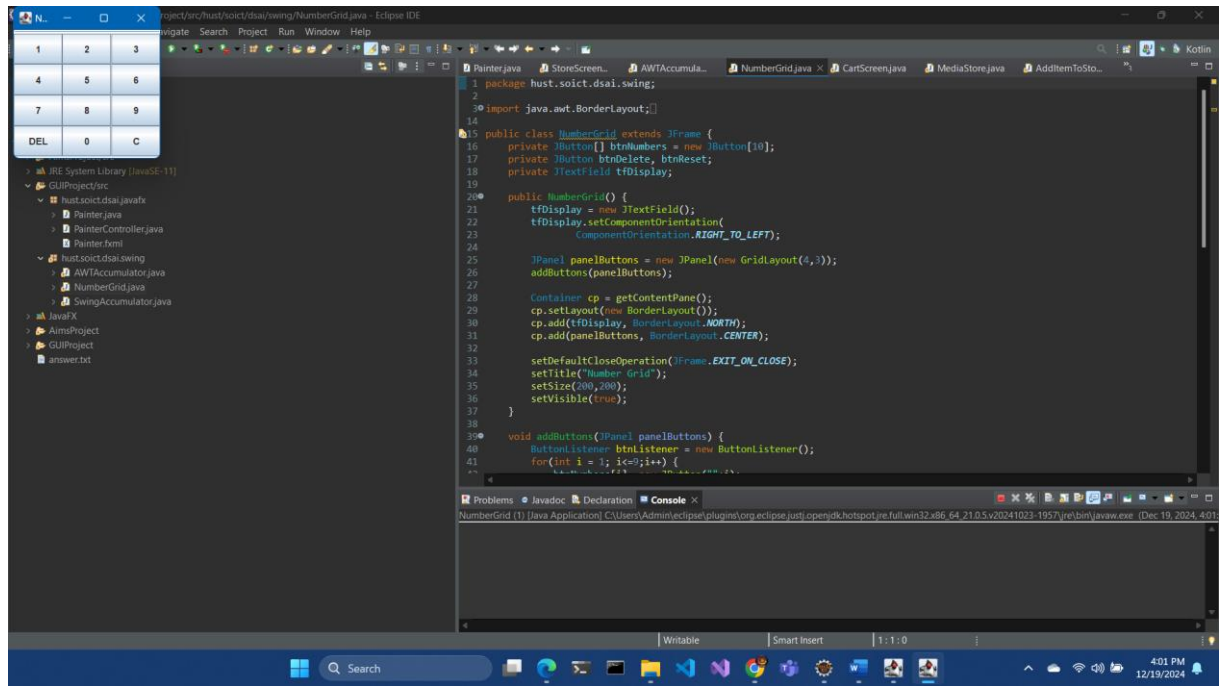 N..
roject/src/hust/soict/dsai/swing/NumberGrid.java - Eclipse IDE
avigate Search Project Run Window Help
1 2 3
4 5 6
7 8 9
DEL 0 C
Kotlin
JRE System Library [JavaSE-11]
GUIProject/src
hust.soict.dsai.javafx
Painter.java
PainterController.java
Painter.fxml
hust.soict.dsai.swing
AWTAccumulator.java
NumberGrid.java
SwingAccumulator.java
JavaFX
AimsProject
GUIProject
answer.txt
Painter.java StoreScreen... AWTAccumula... NumberGrid.java CartScreen.java MediaStore.java AddItemToSto...
1 package hust.soict.dsai.swing;
2
3 import java.awt.BorderLayout;
14
15 public class NumberGrid extends JFrame {
16 private JButton[] btnNumbers = new JButton[10];
17 private JButton btnDelete, btnReset;
18 private JTextField tfDisplay;
19
20 public NumberGrid() {
21 tfDisplay = new JTextField();
22 tfDisplay.setComponentOrientation(
23 ComponentOrientation.RIGHT_TO_LEFT);
24
25 JPanel panelButtons = new JPanel(new GridLayout(4,3));
26 addButtons(panelButtons);
27
28 Container cp = getContentPane();
29 cp.setLayout(new BorderLayout());
30 cp.add(tfDisplay, BorderLayout.NORTH);
31 cp.add(panelButtons, BorderLayout.CENTER);
32
33 setDefaultCloseOperation(JFrame.EXIT_ON_CLOSE);
34 setTitle("Number Grid");
35 setSize(200,200);
36 setVisible(true);
37 }
38
39 void addButtons(JPanel panelButtons) {
40 ButtonListener btnListener = new ButtonListener();
41 for(int i = 1; i<=9;i++) {
Problems Javadoc Declaration Console
NumberGrid (1) [Java Application] C:\Users\Admin\eclipse\plugins\org.eclipse.justj.openjdk.hotspot.jre.full.win32.x86_64_21.0.5.v20241023-1957\jre\bin\javaw.exe (Dec 19, 2024, 4:01:
Writable Smart Insert 1 : 1 : 0
Search
4:01 PM
12/19/2024